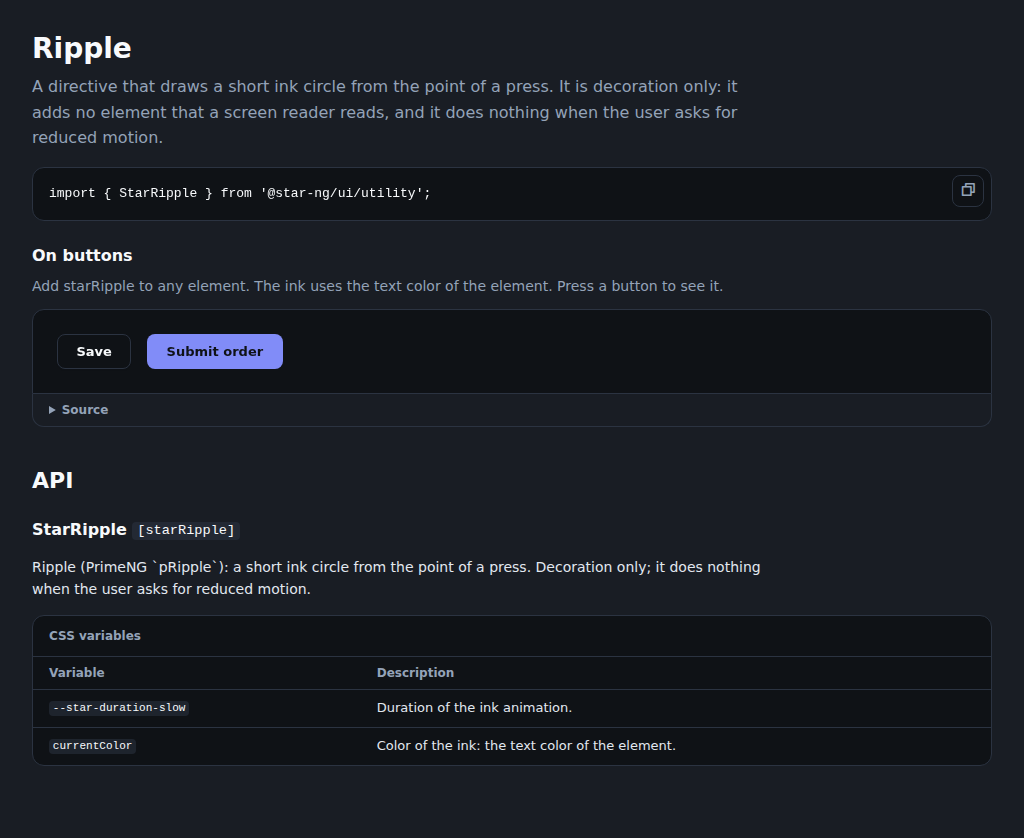 Ripple
A directive that draws a short ink circle from the point of a press. It is decoration only: it
adds no element that a screen reader reads, and it does nothing when the user asks for
reduced motion.
import { StarRipple } from '@star-ng/ui/utility';
On buttons
Add starRipple to any element. The ink uses the text color of the element. Press a button to see it.
Save Submit order
Source
API
StarRipple [starRipple]
Ripple (PrimeNG `pRipple`): a short ink circle from the point of a press. Decoration only; it does nothing
when the user asks for reduced motion.
CSS variables
Variable Description
--star-duration-slow Duration of the ink animation.
currentColor Color of the ink: the text color of the element.